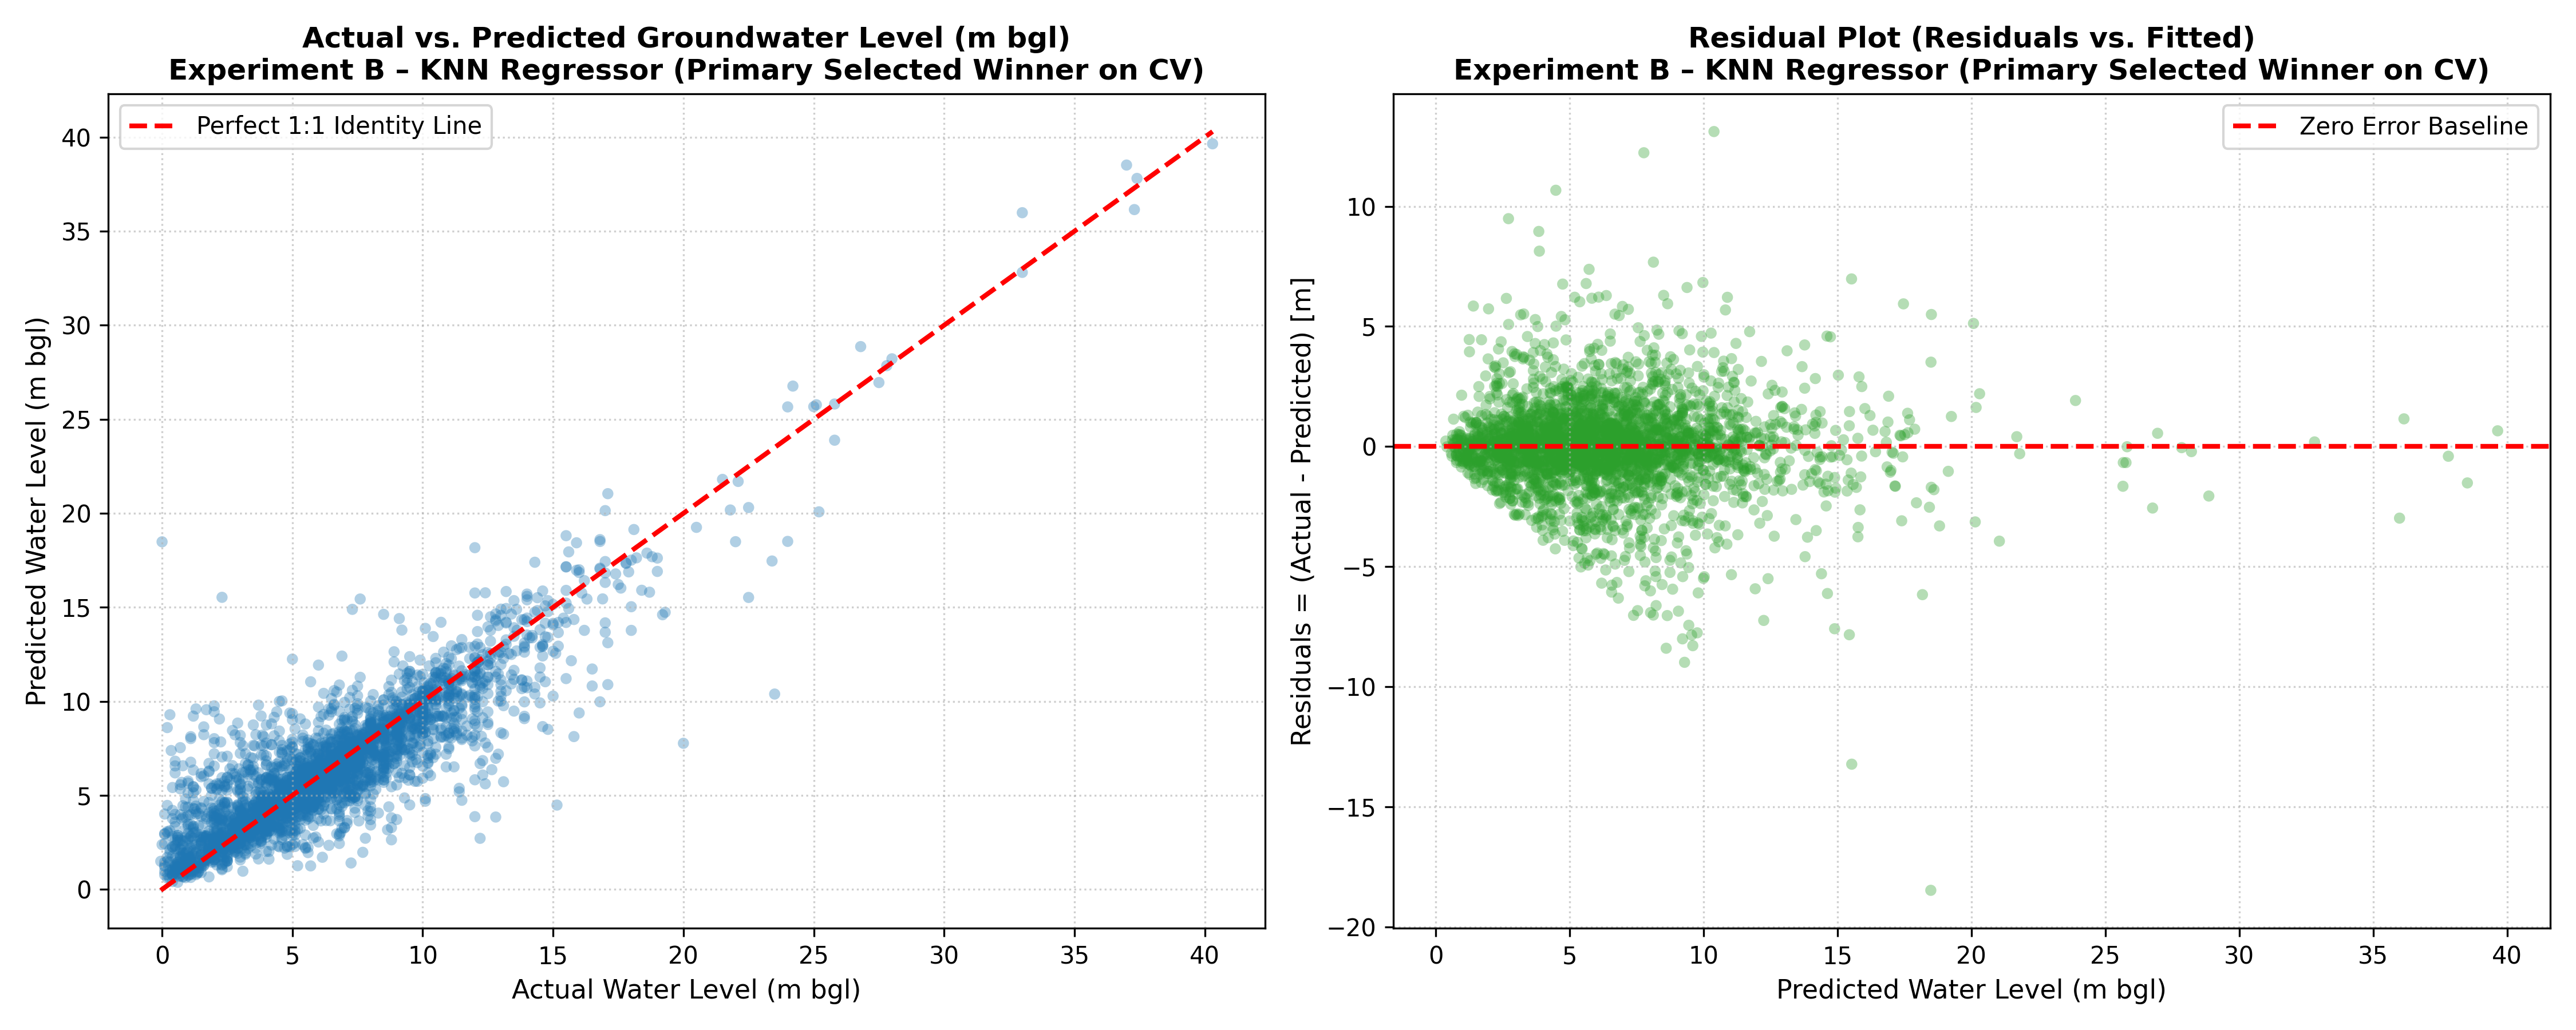 Actual vs. Predicted Groundwater Level (m bgl)
Experiment B – KNN Regressor (Primary Selected Winner on CV)
Perfect 1:1 Identity Line
Predicted Water Level (m bgl)
40
35
30
25
20
15
10
5
0
0 5 10 15 20 25 30 35 40
Actual Water Level (m bgl)
Residual Plot (Residuals vs. Fitted)
Experiment B – KNN Regressor (Primary Selected Winner on CV)
Zero Error Baseline
Residuals = (Actual - Predicted) [m]
10
5
0
−5
−10
−15
−20
0 5 10 15 20 25 30 35 40
Predicted Water Level (m bgl)